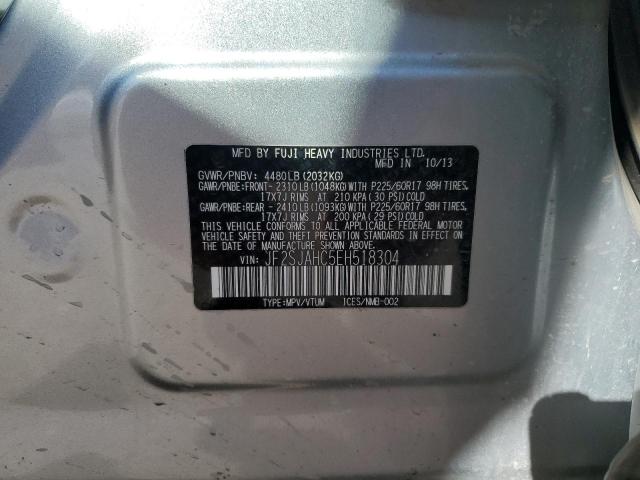 MFD BY FUJI HEAVY INDUSTRIES LTD.
MFD IN 10/13
GVWR/PNBV: 4480LB(2032KG)
GAWR/PNBE:FRONT- 2310LB(1048KG)WITH P225/60R17 98H TIRES,
17X7J RIMS AT 210 KPA(30 PSI)COLD
GAWR/PNBE:REAR- 2410LB(1093KG)WITH P225/60R17 98H TIRES,
17X7J RIMS AT 200 KPA(29 PSI)COLD
THIS VEHICLE CONFORMS TO ALL APPLICABLE FEDERAL MOTOR
VEHICLE SAFETY, BUMPER, AND THEFT PREVENTION STANDARDS
IN EFFECT ON THE DATE OF MANUFACTURE SHOWN ABOVE.
VIN: JF2SJAHC5EH518304
TYPE:MPV/VTUM ICES/NMB-002